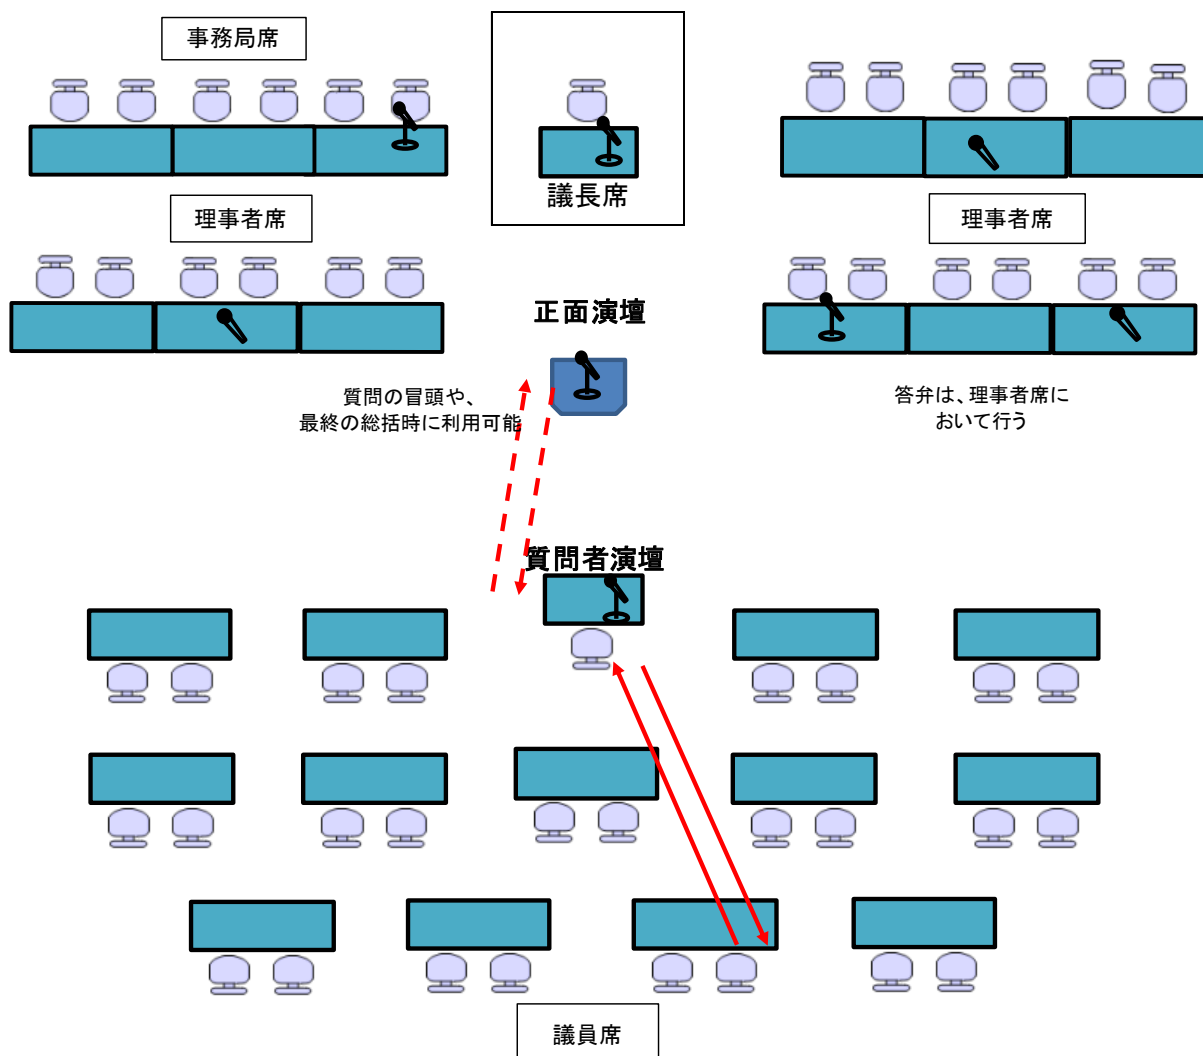 事務局席
議長席
理事者席
理事者席
正面演壇
質問の冒頭や、
最終の総括時に利用可能
答弁は、理事者席に
おいて行う
質問者演壇
議員席